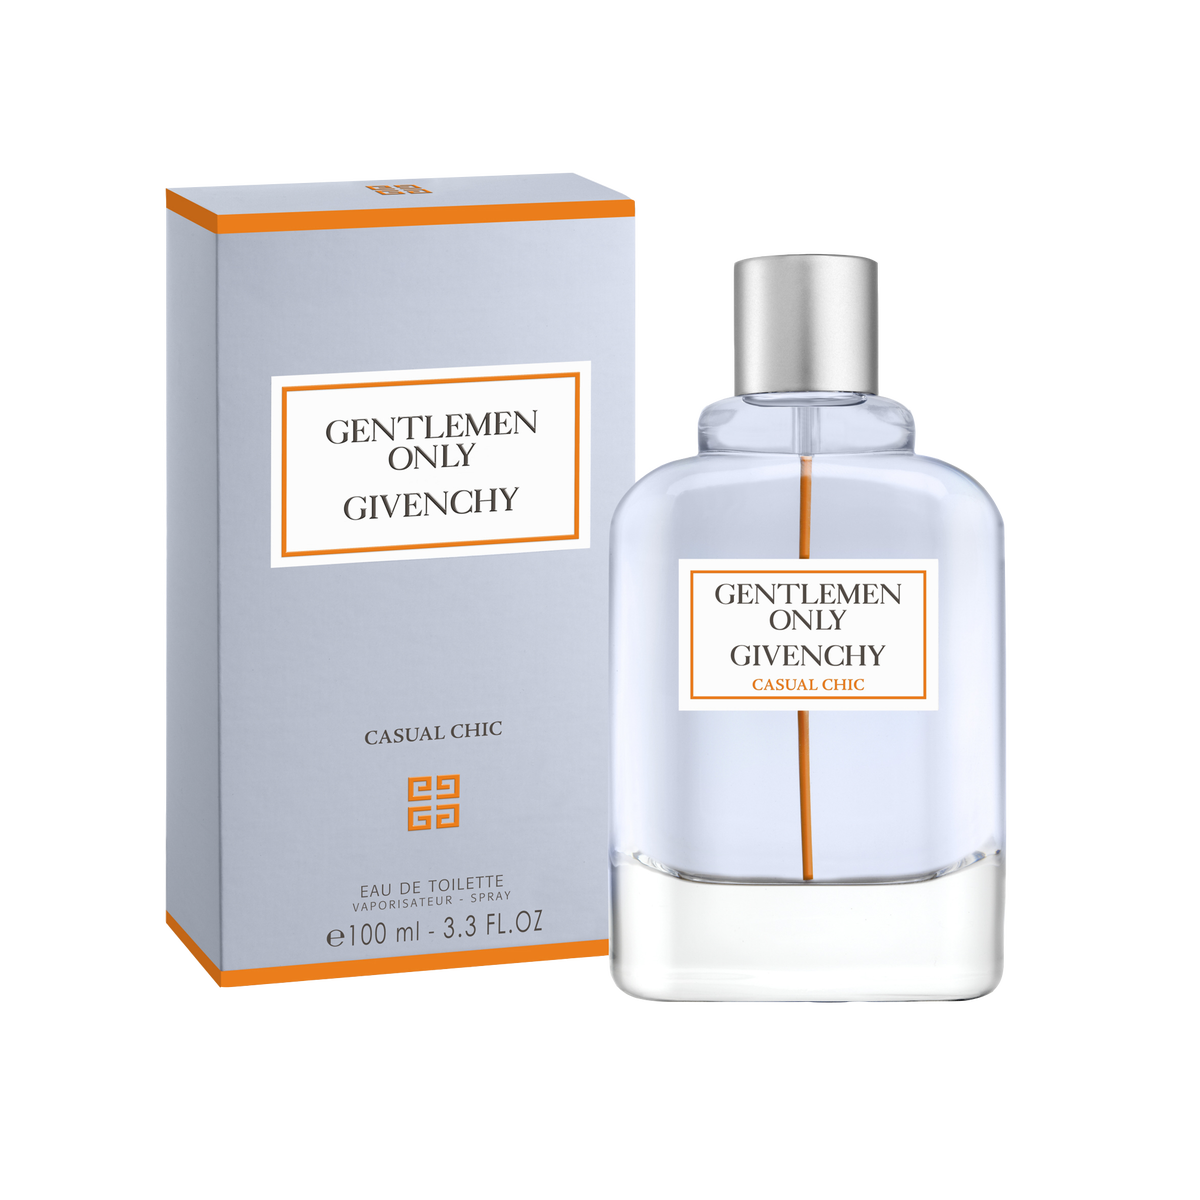 GENTLEMEN
ONLY
GIVENCHY
CASUAL CHIC
EAU DE TOILETTE
VAPORISATEUR - SPRAY
℮100 ml - 3.3 FL.OZ
GENTLEMEN
ONLY
GIVENCHY
CASUAL CHIC